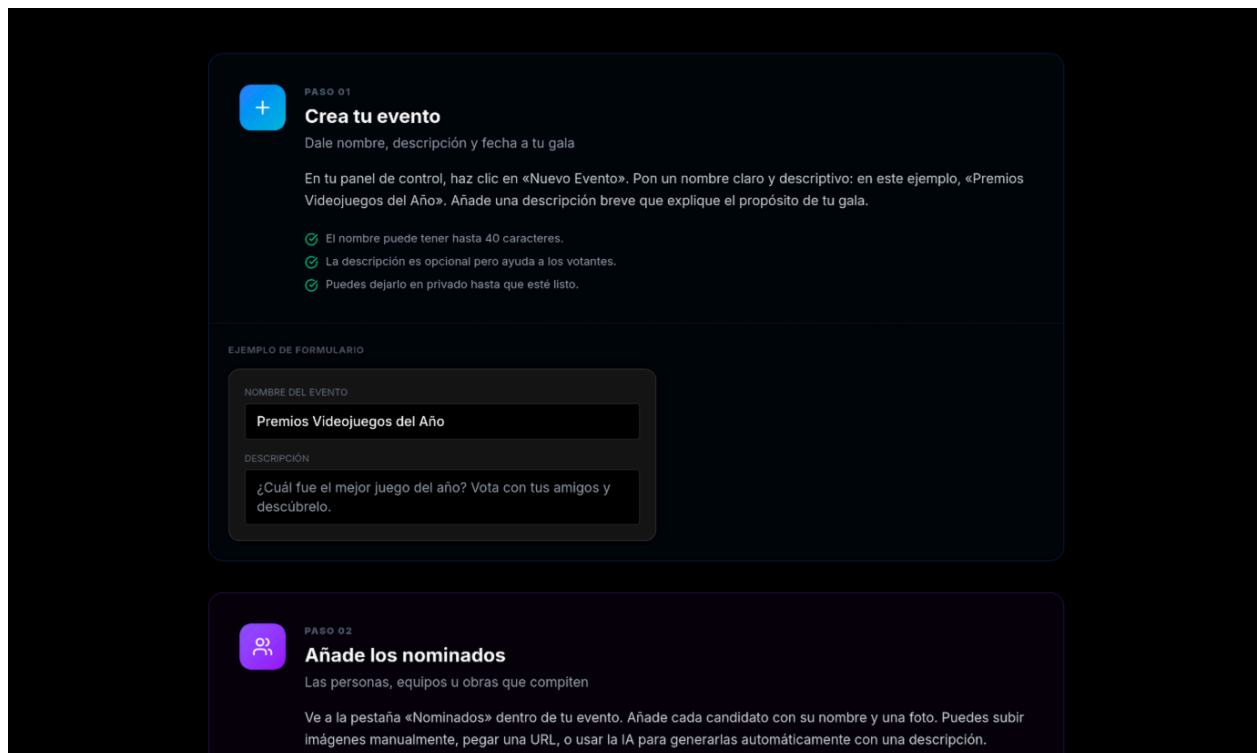 PASO 01
Crea tu evento
Dale nombre, descripción y fecha a tu gala
En tu panel de control, haz clic en «Nuevo Evento». Pon un nombre claro y descriptivo: en este ejemplo, «Premios
Videojuegos del Año». Añade una descripción breve que explique el propósito de tu gala.
El nombre puede tener hasta 40 caracteres.
La descripción es opcional pero ayuda a los votantes.
Puedes dejarlo en privado hasta que esté listo.
EJEMPLO DE FORMULARIO
NOMBRE DEL EVENTO
Premios Videojuegos del Año
DESCRIPCIÓN
¿Cuál fue el mejor juego del año? Vota con tus amigos y
descúbrelo.
PASO 02
Añade los nominados
Las personas, equipos u obras que compiten
Ve a la pestaña «Nominados» dentro de tu evento. Añade cada candidato con su nombre y una foto. Puedes subir
imágenes manualmente, pegar una URL, o usar la IA para generarlas automáticamente con una descripción.